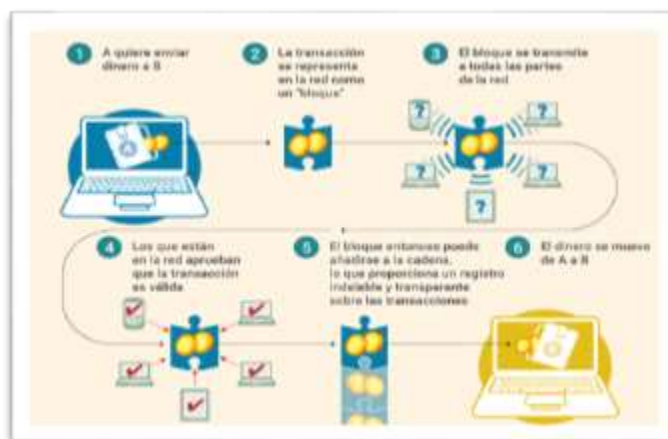 1
A quiere enviar
dinero a B
2
La transacción
se representa
en la red como
un "bloque"
3
El bloque se transmite
a todas las partes
de la red
? ? ? ? ?
4
Los que están
en la red aprueban
que la transacción
es válida
5
El bloque entonces puede
añadirse a la cadena,
lo que proporciona un registro
indeleble y transparente
sobre las transacciones
6
El dinero se mueve
de A a B